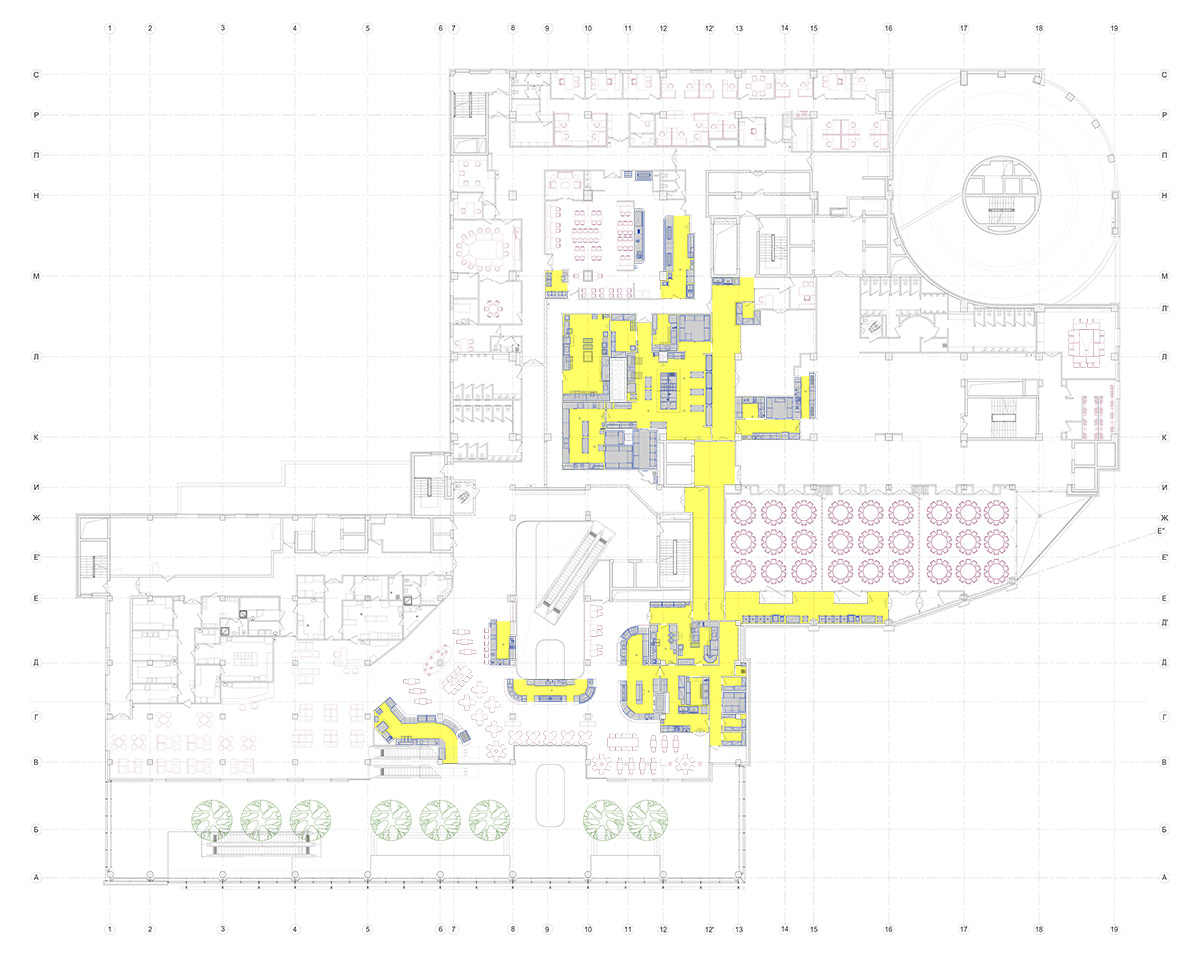 1 2 3 4 5 6 7 8 9 10 11 12 12' 13 14 15 16 17 18 19
С С
Р Р
П П
Н Н
М М
Л' Л'
Л Л
К К
И И
Ж Ж
Е"
Е" Е'
Е Е
Д'
Д Д
Г Г
В В
Б Б
А А
1 2 3 4 5 6 7 8 9 10 11 12 12' 13 14 15 16 17 18 19